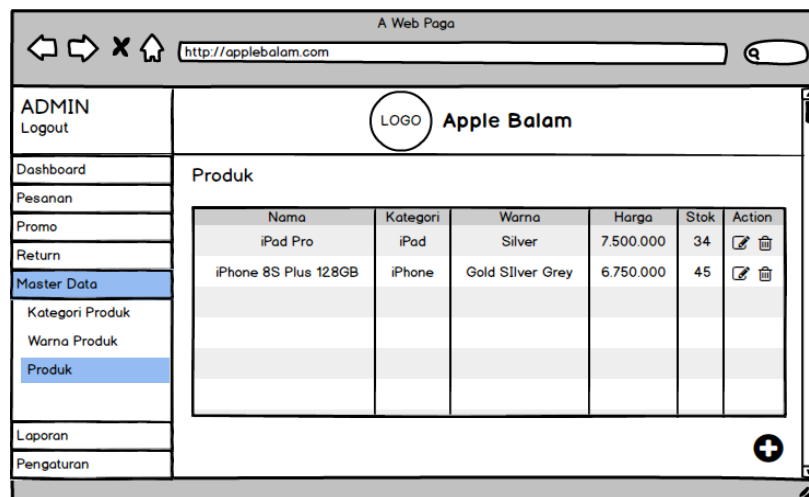 A Web Paga
http://applebalam.com
ADMIN
Logout
LOGO Apple Balam
Dashboard
Pesanan
Promo
Return
Master Data
Kategori Produk
Warna Produk
Produk
Laporan
Pengaturan
Produk
Nama Kategori Warna Harga Stok Action
iPad Pro iPad Silver 7.500.000 34
iPhone 8S Plus 128GB iPhone Gold SIlver Grey 6.750.000 45